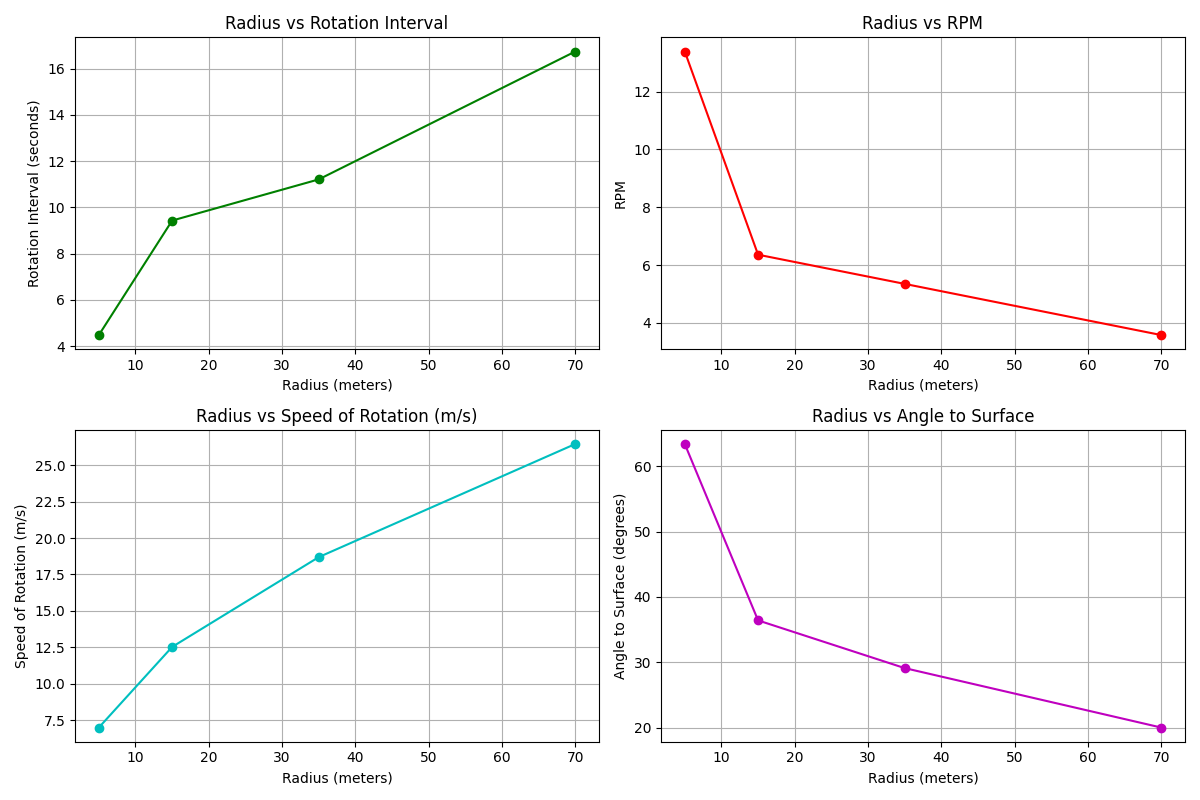 Radius vs Rotation Interval
Rotation Interval (seconds)
16
14
12
10
8
6
4
10 20 30 40 50 60 70
Radius (meters)
Radius vs RPM
RPM
12
10
8
6
4
10 20 30 40 50 60 70
Radius (meters)
Radius vs Speed of Rotation (m/s)
Speed of Rotation (m/s)
25.0
22.5
20.0
17.5
15.0
12.5
10.0
7.5
10 20 30 40 50 60 70
Radius (meters)
Radius vs Angle to Surface
Angle to Surface (degrees)
60
50
40
30
20
10 20 30 40 50 60 70
Radius (meters)